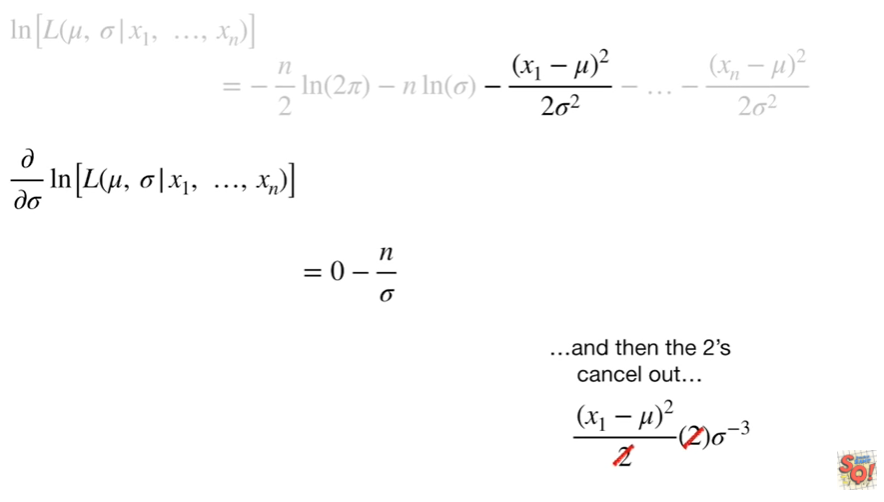 ln[L(μ, σ|x₁, …, xₙ)]
= − n/2 ln(2π) − n ln(σ) − (x₁ − μ)²/2σ² − … − (xₙ − μ)²/2σ²
∂/∂σ ln[L(μ, σ|x₁, …, xₙ)]
= 0 − n/σ
…and then the 2’s
cancel out…
(x₁ − μ)²/2 (2)σ⁻³
SQ!